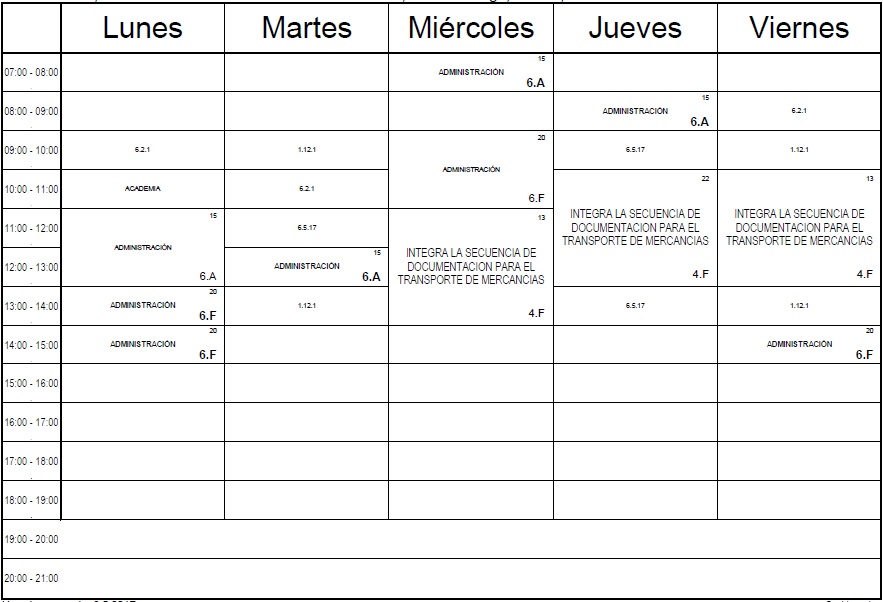 Lunes Martes Miércoles Jueves Viernes
07:00 - 08:00
15
ADMINISTRACIÓN
6.A
08:00 - 09:00
15
ADMINISTRACIÓN
6.A
6.2.1
09:00 - 10:00
6.2.1
1.12.1
20
ADMINISTRACIÓN
6.F
6.5.17
1.12.1
10:00 - 11:00
ACADEMIA
6.2.1
22
INTEGRA LA SECUENCIA DE
DOCUMENTACION PARA EL
TRANSPORTE DE MERCANCIAS
4.F
13
INTEGRA LA SECUENCIA DE
DOCUMENTACION PARA EL
TRANSPORTE DE MERCANCIAS
4.F
11:00 - 12:00
15
ADMINISTRACIÓN
6.A
6.5.17
13
INTEGRA LA SECUENCIA DE
DOCUMENTACION PARA EL
TRANSPORTE DE MERCANCIAS
4.F
12:00 - 13:00
15
ADMINISTRACIÓN
6.A
13:00 - 14:00
20
ADMINISTRACIÓN
6.F
1.12.1
6.5.17
1.12.1
14:00 - 15:00
20
ADMINISTRACIÓN
6.F
20
ADMINISTRACIÓN
6.F
15:00 - 16:00
16:00 - 17:00
17:00 - 18:00
18:00 - 19:00
19:00 - 20:00
20:00 - 21:00